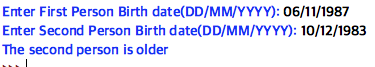 Enter First Person Birth date(DD/MM/YYYY): 06/11/1987
Enter Second Person Birth date(DD/MM/YYYY): 10/12/1983
The second person is older